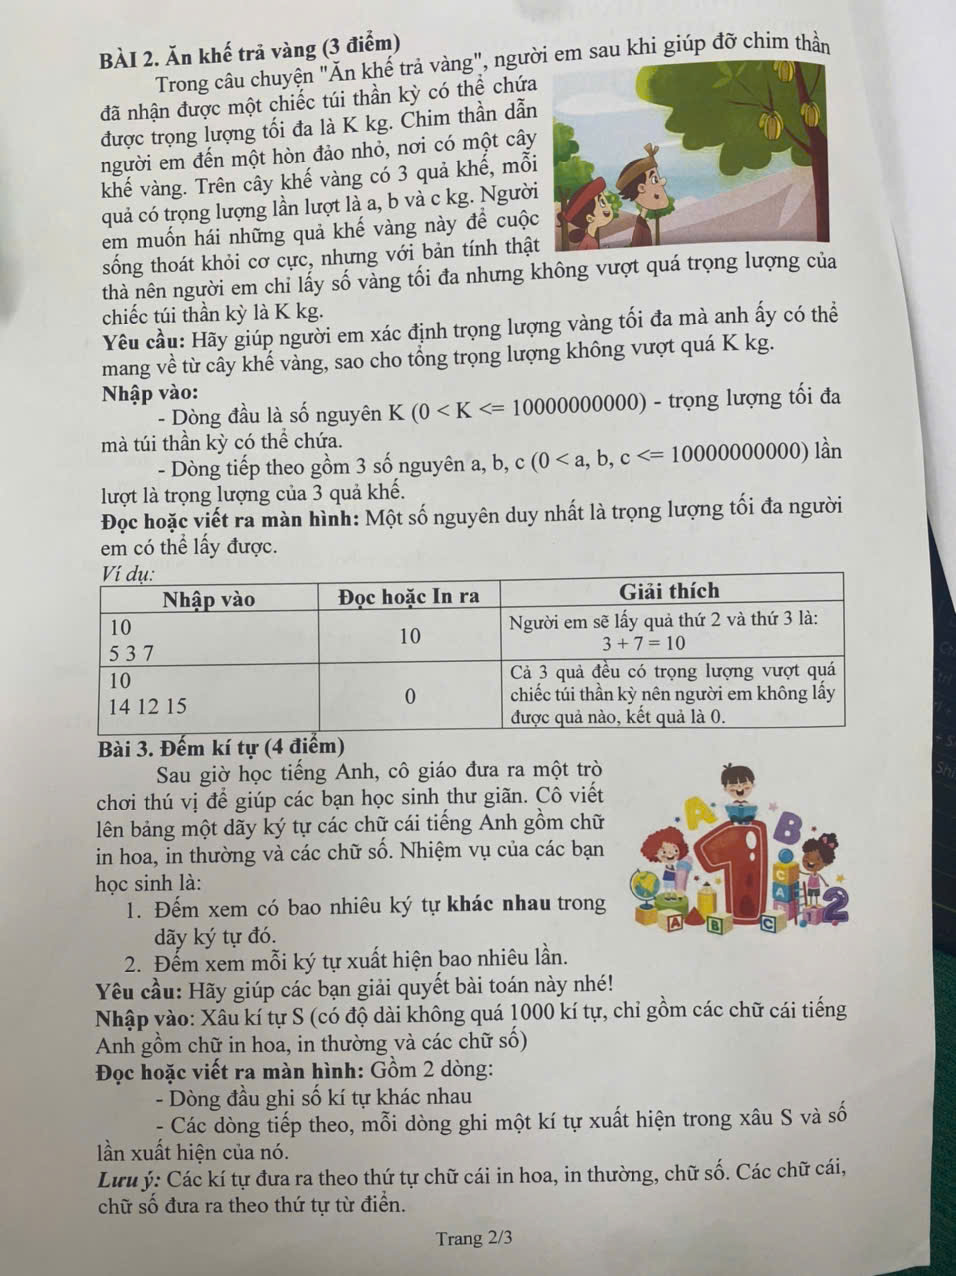 BÀI 2. Ăn khế trả vàng (3 điểm)
Trong câu chuyện "Ăn khế trả vàng", người em sau khi giúp đỡ chim thần
đã nhận được một chiếc túi thần kỳ có thể chứa
được trọng lượng tối đa là K kg. Chim thần dẫn
người em đến một hòn đảo nhỏ, nơi có một cây
khế vàng. Trên cây khế vàng có 3 quả khế, mỗi
quả có trọng lượng lần lượt là a, b và c kg. Người
em muốn hái những quả khế vàng này để cuộc
sống thoát khỏi cơ cực, nhưng với bản tính thật
thà nên người em chỉ lấy số vàng tối đa nhưng không vượt quá trọng lượng của
chiếc túi thần kỳ là K kg.
Yêu cầu: Hãy giúp người em xác định trọng lượng vàng tối đa mà anh ấy có thể
mang về từ cây khế vàng, sao cho tổng trọng lượng không vượt quá K kg.
Nhập vào:
- Dòng đầu là số nguyên K (0 < K <= 10000000000) - trọng lượng tối đa
mà túi thần kỳ có thể chứa.
- Dòng tiếp theo gồm 3 số nguyên a, b, c (0 < a, b, c <= 10000000000) lần
lượt là trọng lượng của 3 quả khế.
Đọc hoặc viết ra màn hình: Một số nguyên duy nhất là trọng lượng tối đa người
em có thể lấy được.
Ví dụ:
Nhập vào Đọc hoặc In ra Giải thích
10
5 3 7
10
Người em sẽ lấy quả thứ 2 và thứ 3 là:
3 + 7 = 10
10
14 12 15
0
Cả 3 quả đều có trọng lượng vượt quá
chiếc túi thần kỳ nên người em không lấy
được quả nào, kết quả là 0.
Bài 3. Đếm kí tự (4 điểm)
Sau giờ học tiếng Anh, cô giáo đưa ra một trò
chơi thú vị để giúp các bạn học sinh thư giãn. Cô viết
lên bảng một dãy ký tự các chữ cái tiếng Anh gồm chữ
in hoa, in thường và các chữ số. Nhiệm vụ của các bạn
học sinh là:
1. Đếm xem có bao nhiêu ký tự khác nhau trong
dãy ký tự đó.
2. Đếm xem mỗi ký tự xuất hiện bao nhiêu lần.
Yêu cầu: Hãy giúp các bạn giải quyết bài toán này nhé!
Nhập vào: Xâu kí tự S (có độ dài không quá 1000 kí tự, chỉ gồm các chữ cái tiếng
Anh gồm chữ in hoa, in thường và các chữ số)
Đọc hoặc viết ra màn hình: Gồm 2 dòng:
- Dòng đầu ghi số kí tự khác nhau
- Các dòng tiếp theo, mỗi dòng ghi một kí tự xuất hiện trong xâu S và số
lần xuất hiện của nó.
Lưu ý: Các kí tự đưa ra theo thứ tự chữ cái in hoa, in thường, chữ số. Các chữ cái,
chữ số đưa ra theo thứ tự từ điển.
A
B
1
C
A
2
A
B
C
1
Trang 2/3